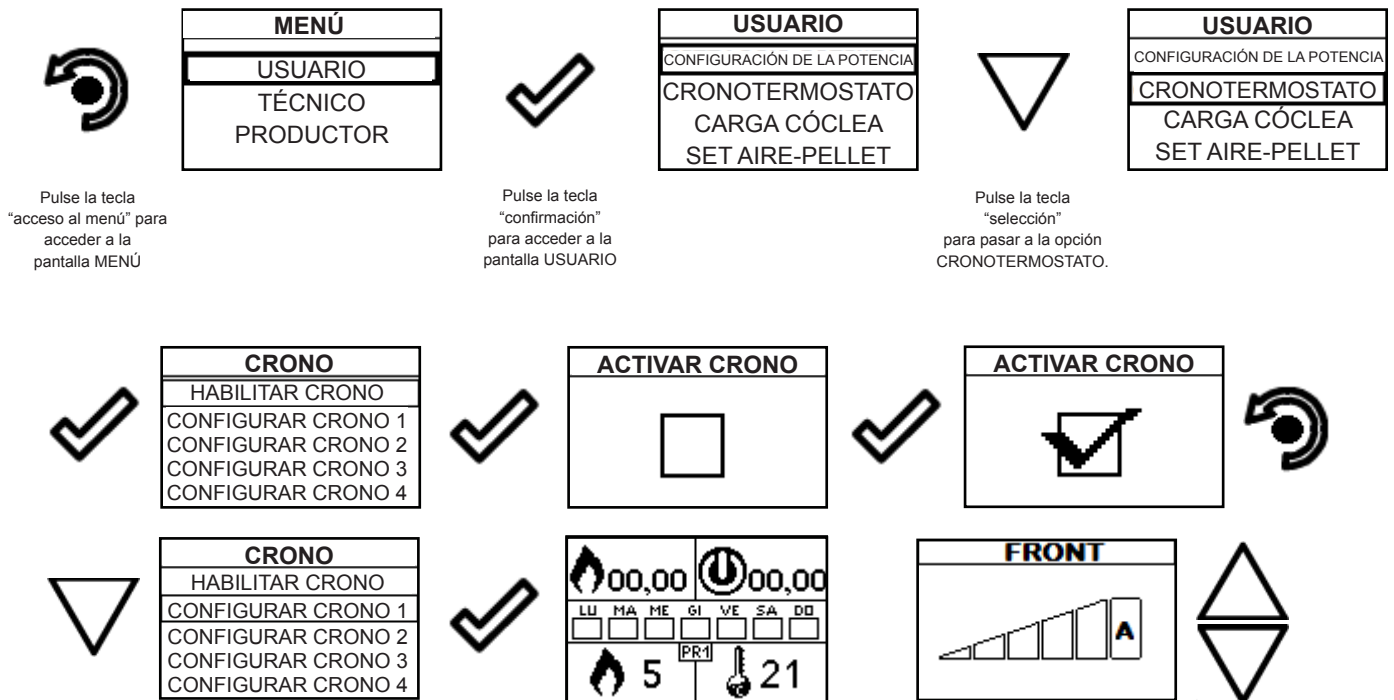 MENÚ
USUARIO
TÉCNICO
PRODUCTOR
USUARIO
CONFIGURACIÓN DE LA POTENCIA
CRONOTERMOSTATO
CARGA CÓCLEA
SET AIRE-PELLET
USUARIO
CONFIGURACIÓN DE LA POTENCIA
CRONOTERMOSTATO
CARGA CÓCLEA
SET AIRE-PELLET
Pulse la tecla
“acceso al menú” para
acceder a la
pantalla MENÚ
Pulse la tecla
“confirmación”
para acceder a la
pantalla USUARIO
Pulse la tecla
“selección”
para pasar a la opción
CRONOTERMOSTATO.
CRONO
HABILITAR CRONO
CONFIGURAR CRONO 1
CONFIGURAR CRONO 2
CONFIGURAR CRONO 3
CONFIGURAR CRONO 4
ACTIVAR CRONO
ACTIVAR CRONO
CRONO
HABILITAR CRONO
CONFIGURAR CRONO 1
CONFIGURAR CRONO 2
CONFIGURAR CRONO 3
CONFIGURAR CRONO 4
00,00 00,00
LU MA ME GI VE SA DO
PR1
5 21
FRONT
A